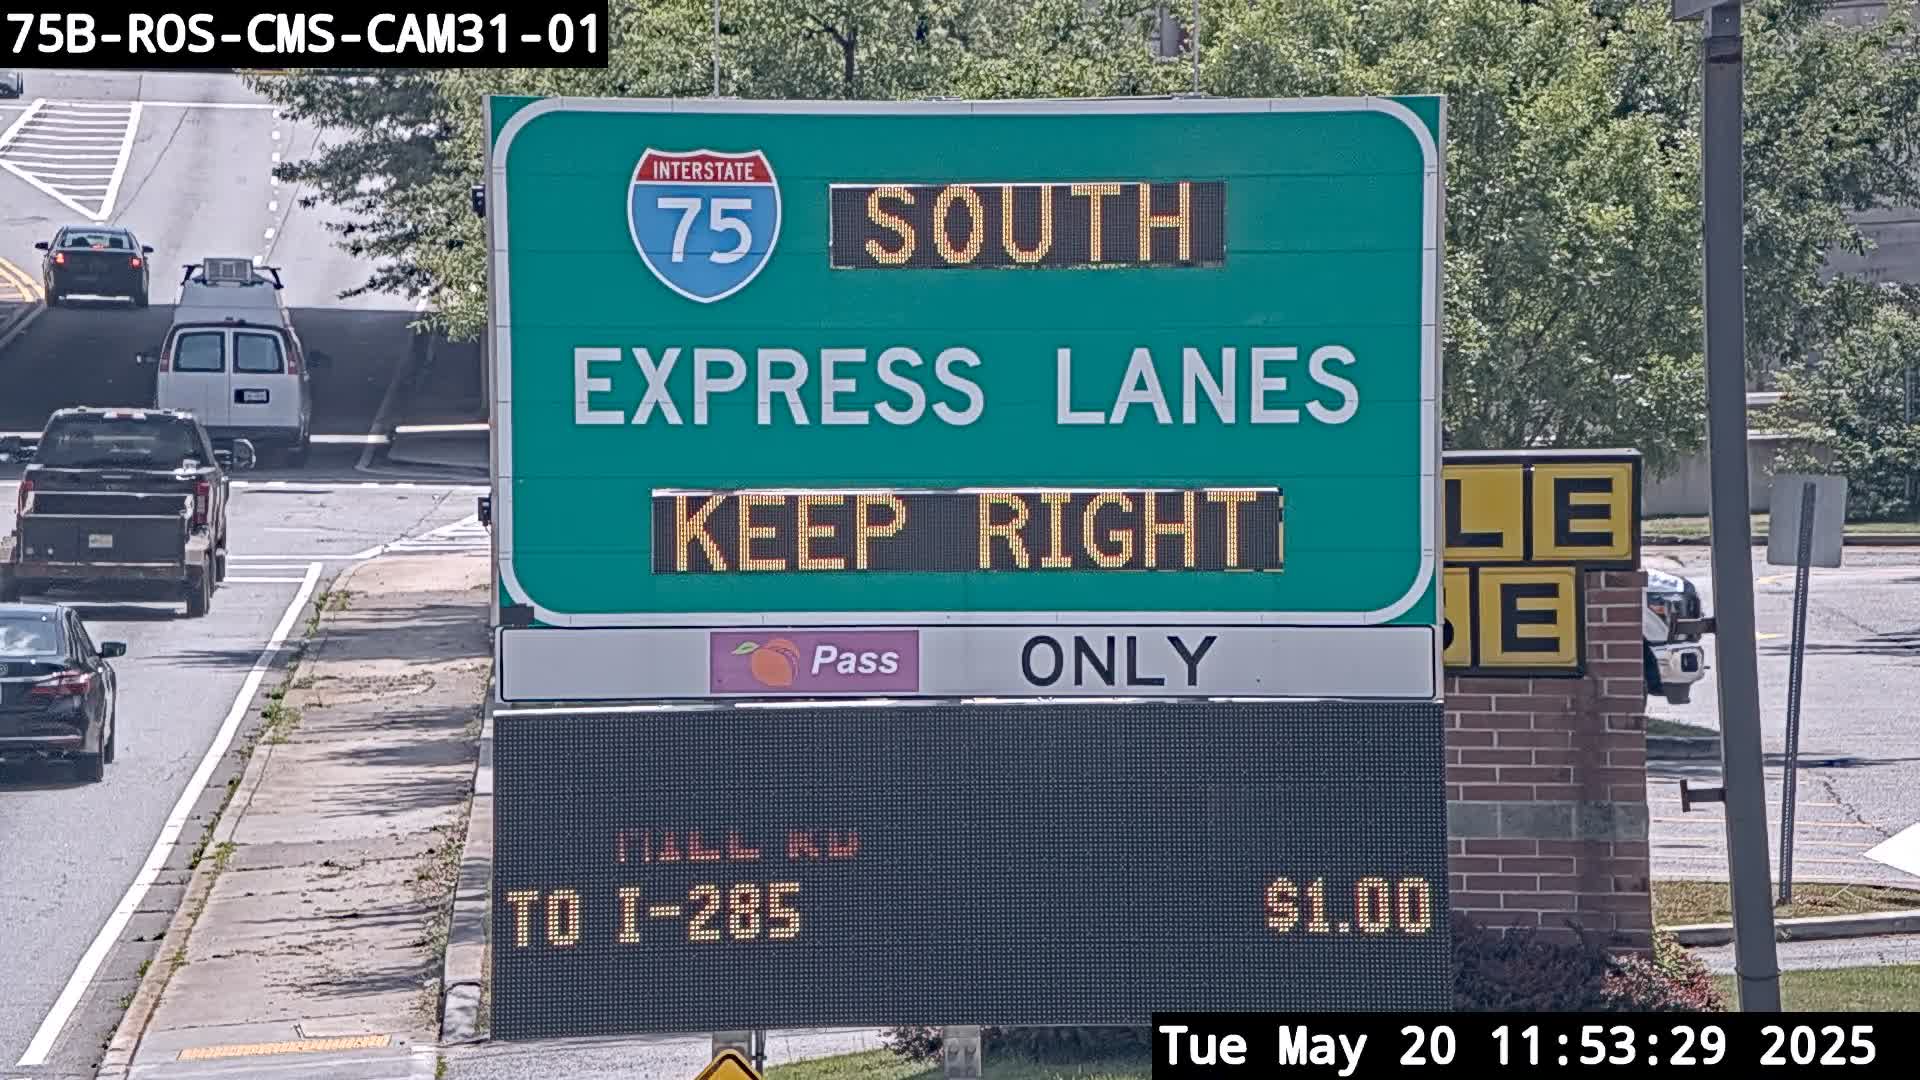 75B-ROS-CMS-CAM31-01
INTERSTATE
75
SOUTH
EXPRESS LANES
KEEP RIGHT
Pass ONLY
LE
E
TO I-285 $1.00
Tue May 20 11:53:29 2025